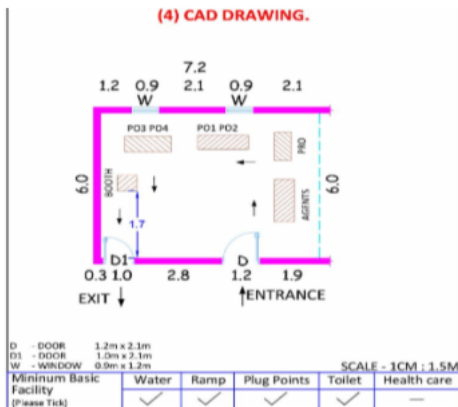 (4) CAD DRAWING.
7.2
1.2 0.9 2.1 0.9 2.1
W W
PO3 PO4 PO1 PO2
PRO
6.0
BOOTH
AGENTS
6.0
1.7
D1 D
0.3 1.0 2.8 1.2 1.9
EXIT ENTRANCE
D - DOOR 1.2m x 2.1m
D1 - DOOR 1.0m x 2.1m
W - WINDOW 0.9m x 1.2m
SCALE - 1CM : 1.5M
Mininum Basic Facility (Please Tick) Water Ramp Plug Points Toilet Health care